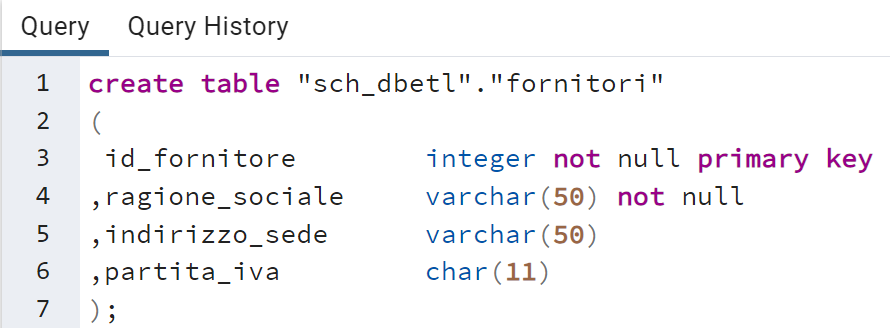 Query Query History
1 create table "sch_dbetl"."fornitori"
2 (
3 id_fornitore integer not null primary key
4 ,ragione_sociale varchar(50) not null
5 ,indirizzo_sede varchar(50)
6 ,partita_iva char(11)
7 );